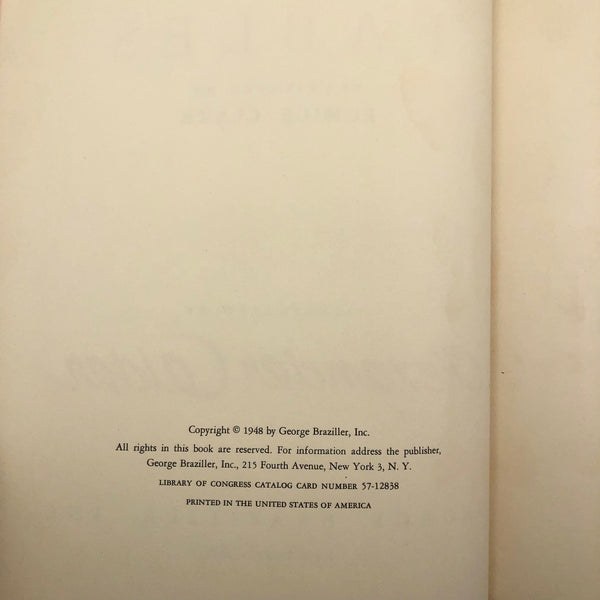 Copyright © 1948 by George Braziller, Inc.
All rights in this book are reserved. For information address the publisher,
George Braziller, Inc., 215 Fourth Avenue, New York 3, N. Y.
LIBRARY OF CONGRESS CATALOG CARD NUMBER 57-12838
PRINTED IN THE UNITED STATES OF AMERICA